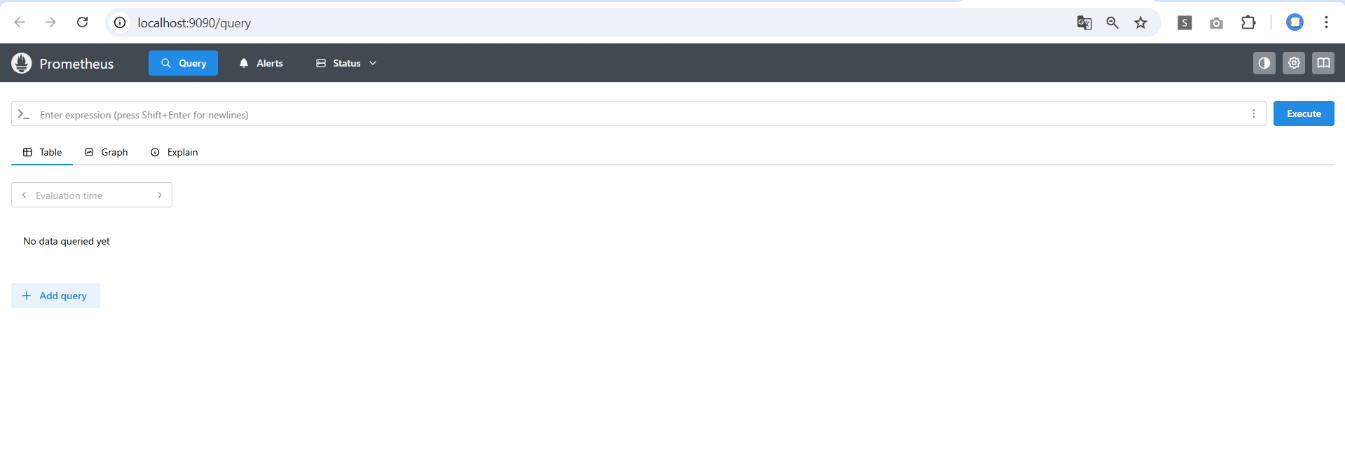 localhost:9090/query
S
Prometheus Query Alerts Status
>_ Enter expression (press Shift+Enter for newlines) Execute
Table Graph Explain
Evaluation time
No data queried yet
+ Add query